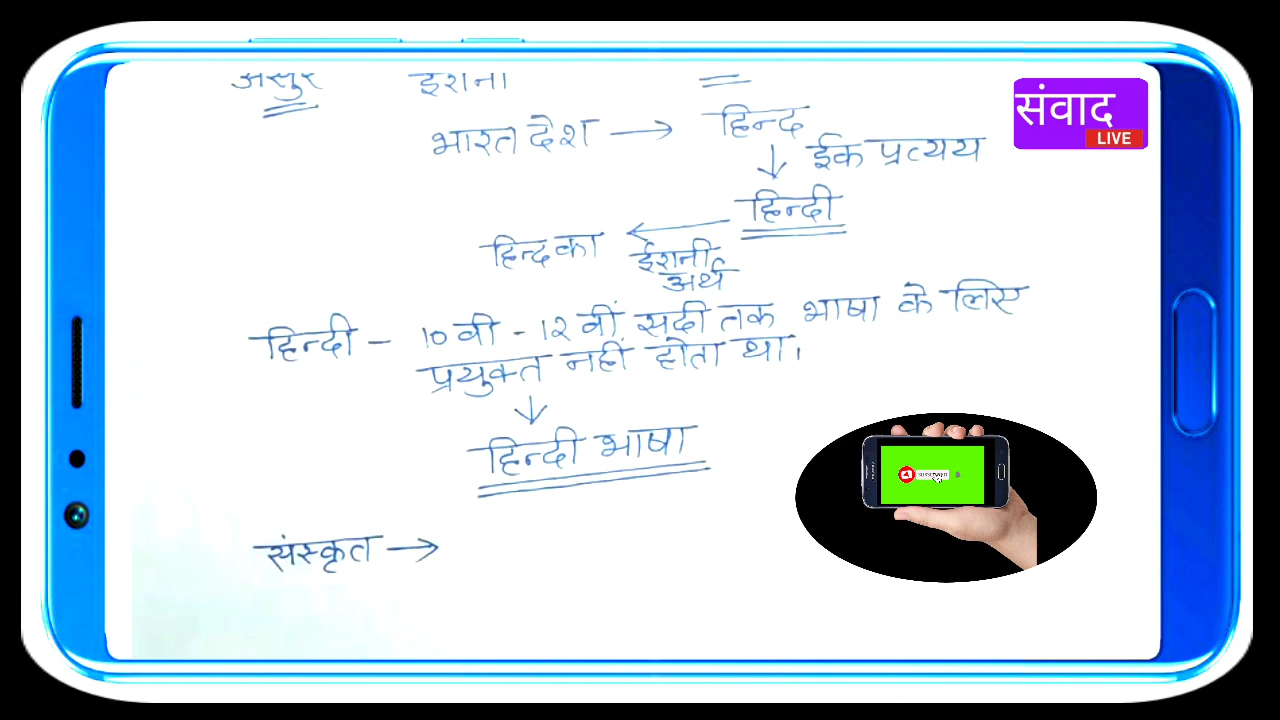 असुर इराना
संवाद
LIVE
भारत देश → हिन्द
↓ ईक प्रत्यय
हिन्दी
हिन्द का ←
ईरानी
अर्थ
हिन्दी – 10 वी - 12 वीं सदी तक भाषा के लिए
प्रयुक्त नहीं होता था।
↓
हिन्दी भाषा
संस्कृत →